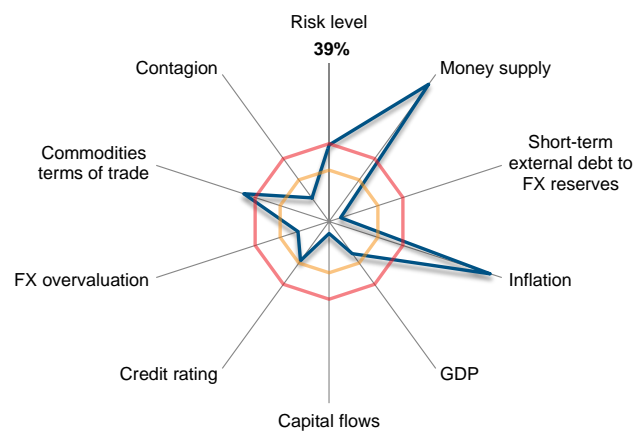 Risk level
39%
Contagion
Money supply
Commodities
terms of trade
Short-term
external debt to
FX reserves
FX overvaluation
Inflation
Credit rating
GDP
Capital flows